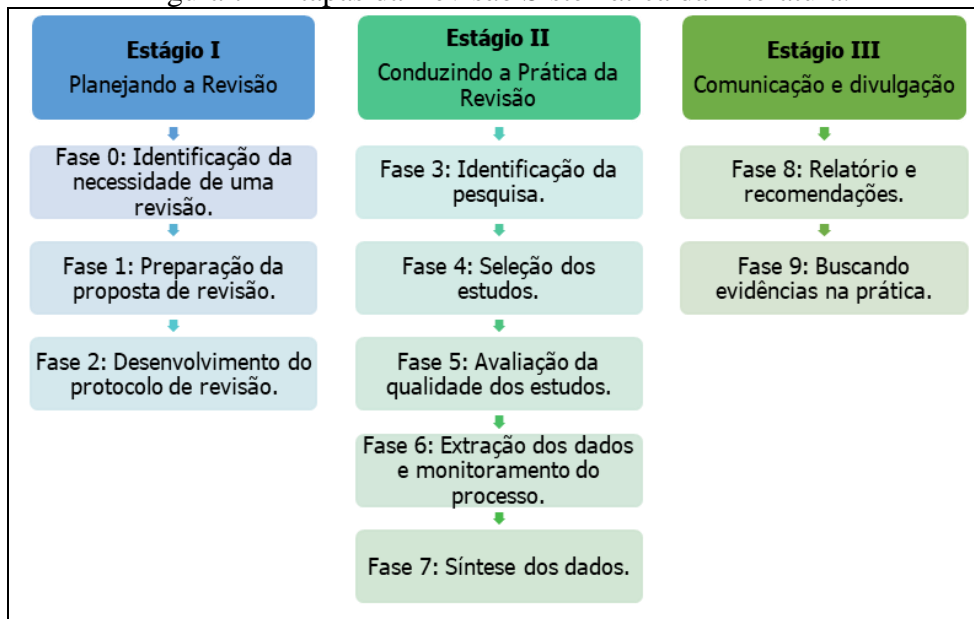 Estágio I
Planejando a Revisão
Fase 0: Identificação da
necessidade de uma
revisão.
Fase 1: Preparação da
proposta de revisão.
Fase 2: Desenvolvimento do
protocolo de revisão.
Estágio II
Conduzindo a Prática da
Revisão
Fase 3: Identificação da
pesquisa.
Fase 4: Seleção dos
estudos.
Fase 5: Avaliação da
qualidade dos estudos.
Fase 6: Extração dos dados
e monitoramento do
processo.
Fase 7: Síntese dos dados.
Estágio III
Comunicação e divulgação
Fase 8: Relatório e
recomendações.
Fase 9: Buscando
evidências na prática.